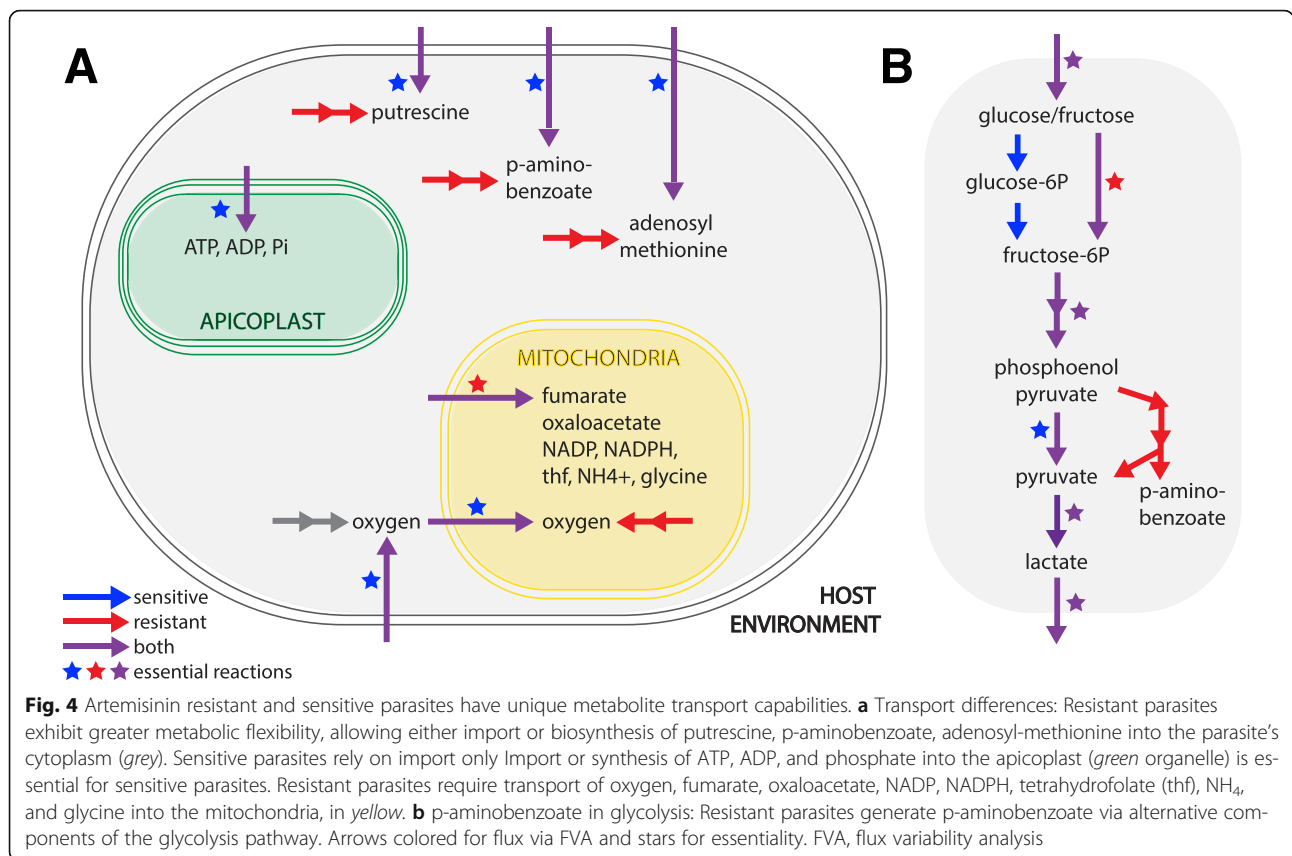 A
putrescine
p-amino-
benzoate
adenosyl
methionine
ATP, ADP, Pi
APICOPLAST
MITOCHONDRIA
fumarate
oxaloacetate
NADP, NADPH,
thf, NH4+, glycine
oxygen
oxygen
HOST
ENVIRONMENT
sensitive
resistant
both
essential reactions
B
glucose/fructose
glucose-6P
fructose-6P
phosphoenol
pyruvate
pyruvate
p-amino-
benzoate
lactate
Fig. 4 Artemisinin resistant and sensitive parasites have unique metabolite transport capabilities. a Transport differences: Resistant parasites
exhibit greater metabolic flexibility, allowing either import or biosynthesis of putrescine, p-aminobenzoate, adenosyl-methionine into the parasite's
cytoplasm (grey). Sensitive parasites rely on import only Import or synthesis of ATP, ADP, and phosphate into the apicoplast (green organelle) is es-
sential for sensitive parasites. Resistant parasites require transport of oxygen, fumarate, oxaloacetate, NADP, NADPH, tetrahydrofolate (thf), NH₄,
and glycine into the mitochondria, in yellow. b p-aminobenzoate in glycolysis: Resistant parasites generate p-aminobenzoate via alternative com-
ponents of the glycolysis pathway. Arrows colored for flux via FVA and stars for essentiality. FVA, flux variability analysis